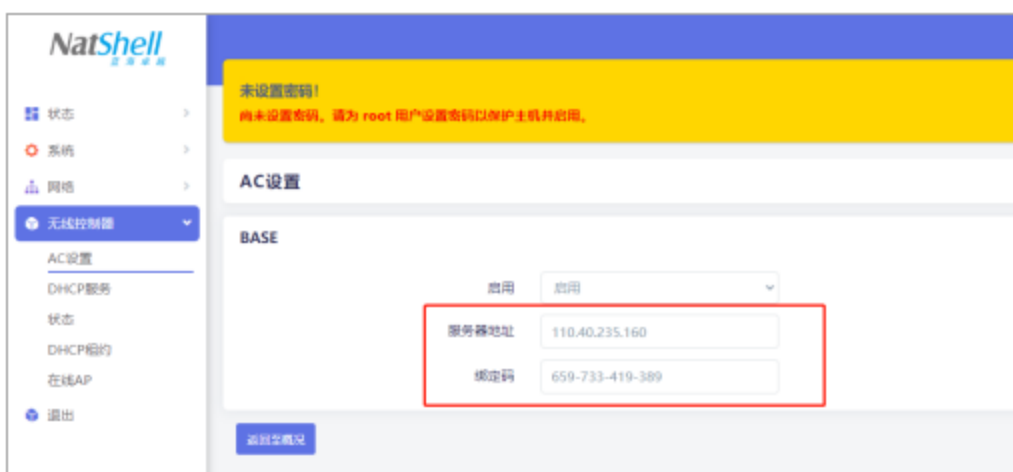 NatShell
蓝海卓越
未设置密码!
尚未设置密码。请为 root 用户设置密码以保护主机并启用。
状态
系统
网络
无线控制器
AC设置
DHCP服务
状态
DHCP租约
在线AP
退出
AC设置
BASE
启用
启用
服务器地址
110.40.235.160
绑定码
659-733-419-389
返回至概况